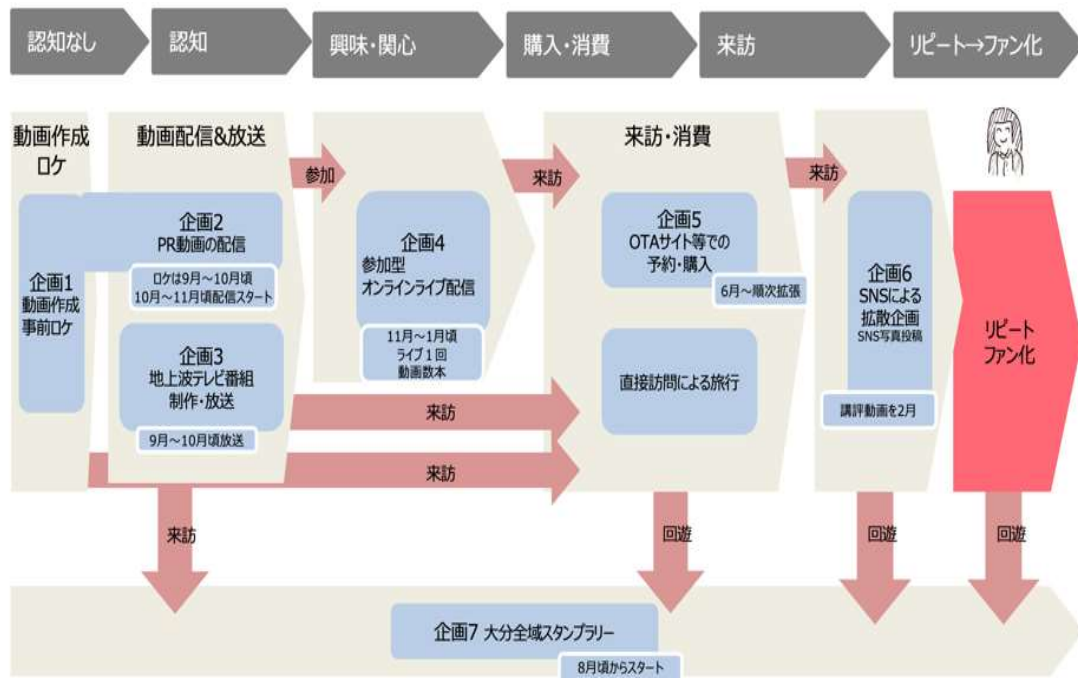 認知なし
認知
興味・関心
購入・消費
来訪
リピート→ファン化
動画作成
ロケ
企画1
動画作成
事前ロケ
動画配信&放送
企画2
PR動画の配信
ロケは9月～10月頃
10月～11月頃配信スタート
企画3
地上波テレビ番組
制作・放送
9月～10月頃放送
参加
企画4
参加型
オンラインライブ配信
11月～1月頃
ライブ1回
動画数本
来訪
来訪・消費
企画5
OTAサイト等での
予約・購入
6月～順次拡張
直接訪問による旅行
来訪
企画6
SNSによる
拡散企画
SNS写真投稿
講評動画を2月
リピート
ファン化
来訪
来訪
来訪
回遊
回遊
回遊
企画7 大分全域スタンプラリー
8月頃からスタート